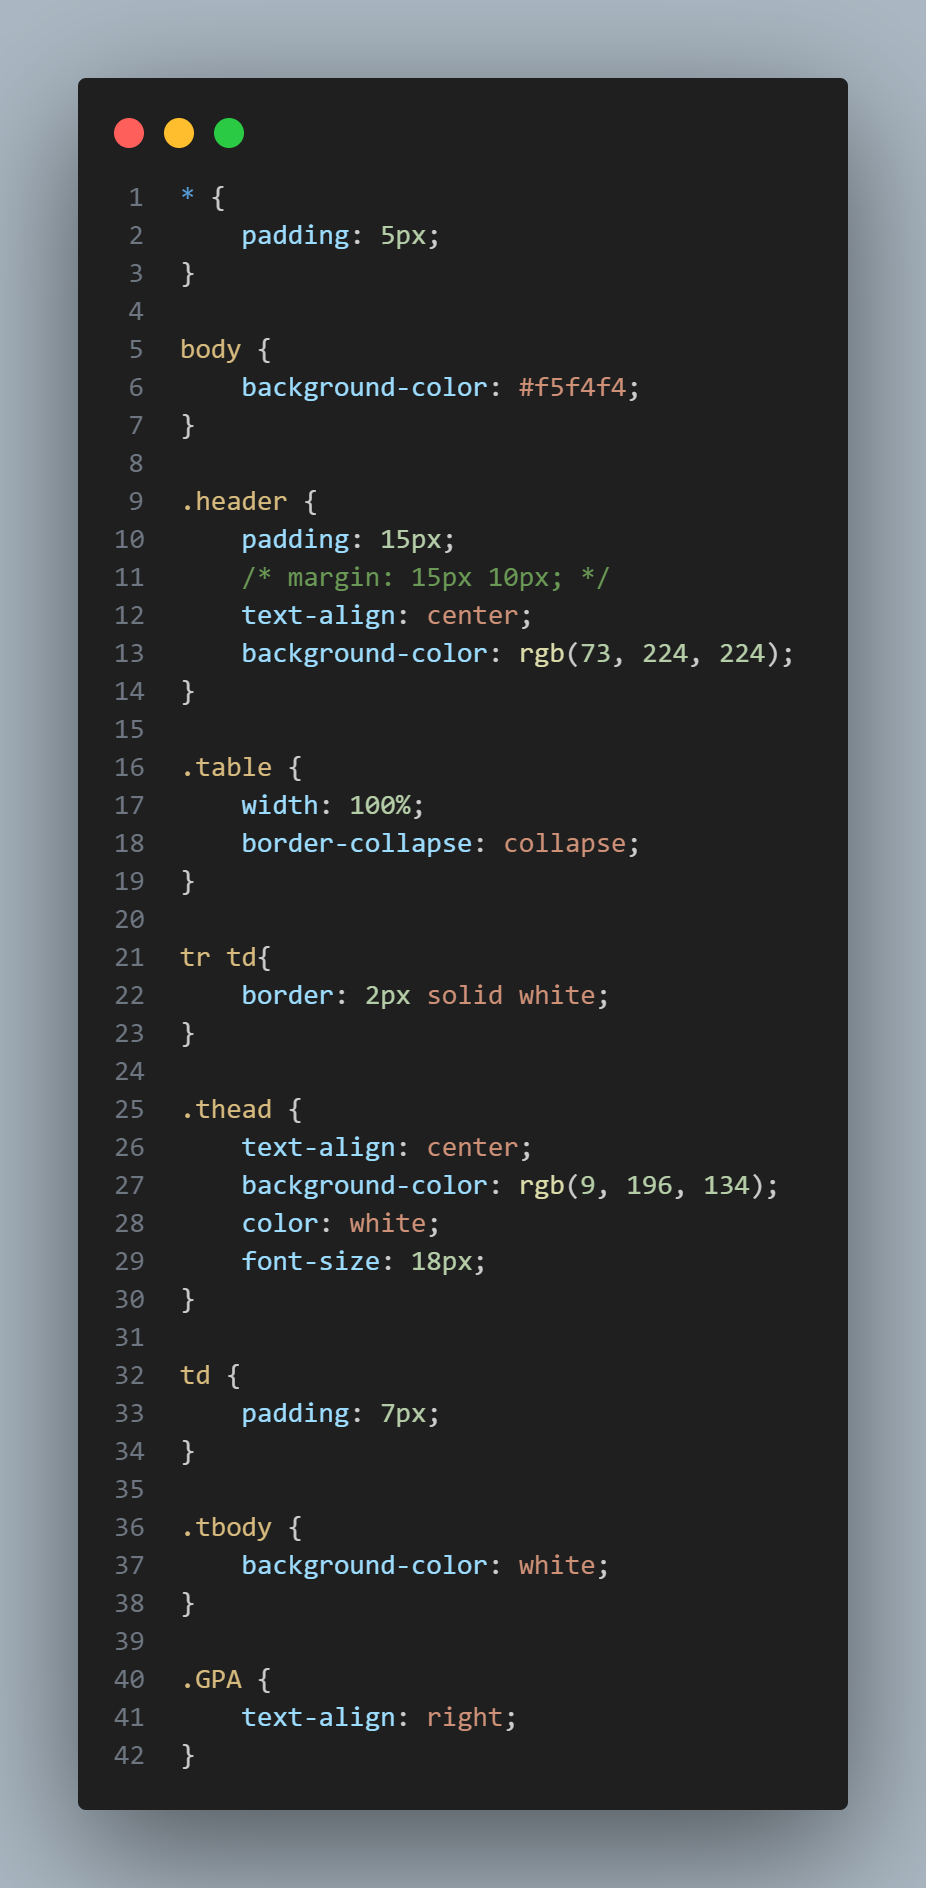 1 * {
2     padding: 5px;
3 }
4
5 body {
6     background-color: #f5f4f4;
7 }
8
9 .header {
10     padding: 15px;
11     /* margin: 15px 10px; */
12     text-align: center;
13     background-color: rgb(73, 224, 224);
14 }
15
16 .table {
17     width: 100%;
18     border-collapse: collapse;
19 }
20
21 tr td{
22     border: 2px solid white;
23 }
24
25 .thead {
26     text-align: center;
27     background-color: rgb(9, 196, 134);
28     color: white;
29     font-size: 18px;
30 }
31
32 td {
33     padding: 7px;
34 }
35
36 .tbody {
37     background-color: white;
38 }
39
40 .GPA {
41     text-align: right;
42 }